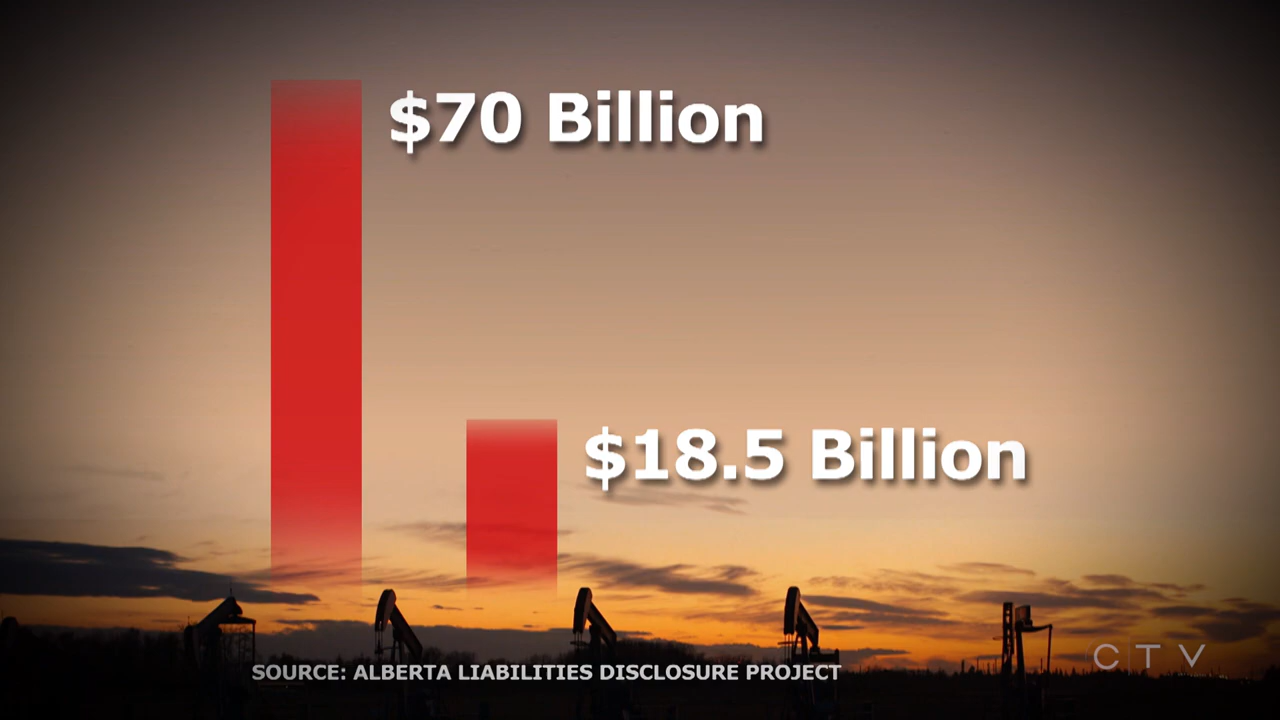 $70 Billion
$18.5 Billion
SOURCE: ALBERTA LIABILITIES DISCLOSURE PROJECT
CTV